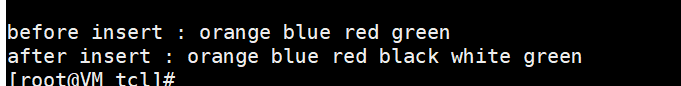 before insert : orange blue red green
after insert : orange blue red black white green
[root@VM tcl]#